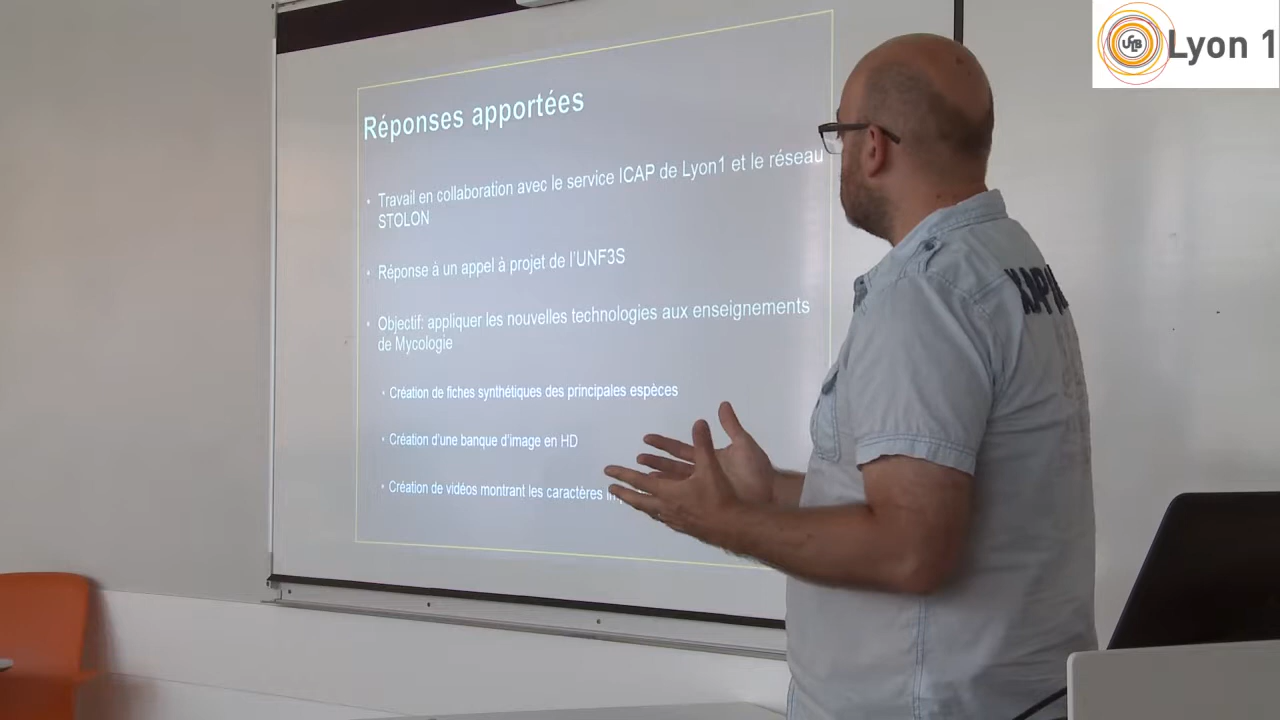 Réponses apportées
• Travail en collaboration avec le service ICAP de Lyon1 et le réseau
STOLON
• Réponse à un appel à projet de l'UNF3S
• Objectif: appliquer les nouvelles technologies aux enseignements
de Mycologie
• Création de fiches synthétiques des principales espèces
• Création d'une banque d'image en HD
• Création de vidéos montrant les caractères
Lyon 1